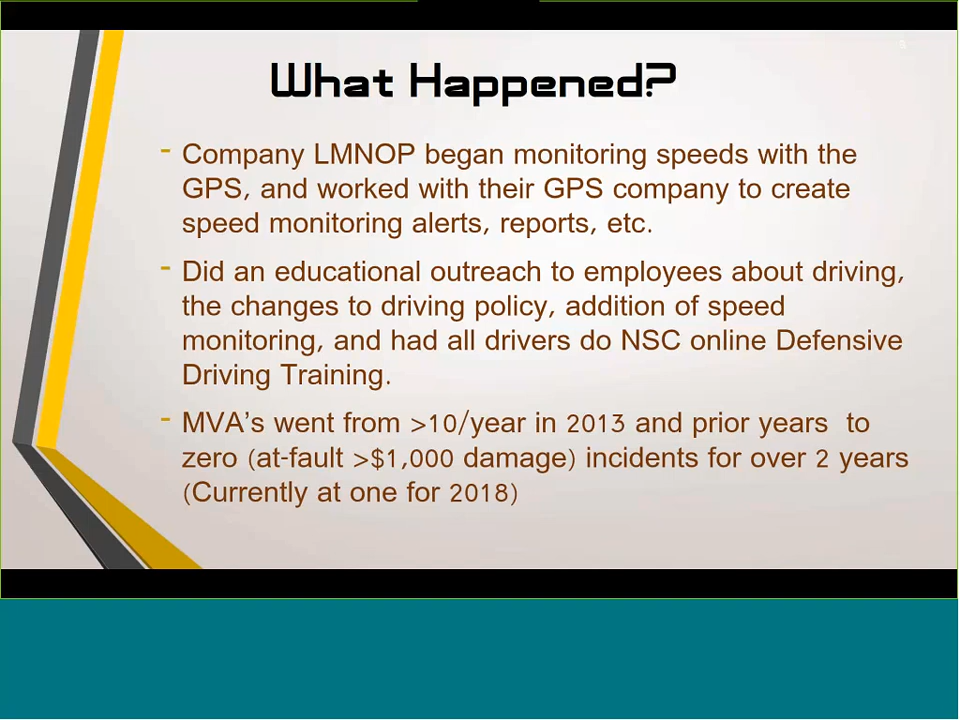 8
What Happened?
- Company LMNOP began monitoring speeds with the
GPS, and worked with their GPS company to create
speed monitoring alerts, reports, etc.
- Did an educational outreach to employees about driving,
the changes to driving policy, addition of speed
monitoring, and had all drivers do NSC online Defensive
Driving Training.
- MVA's went from >10/year in 2013 and prior years  to
zero (at-fault >$1,000 damage) incidents for over 2 years
(Currently at one for 2018)